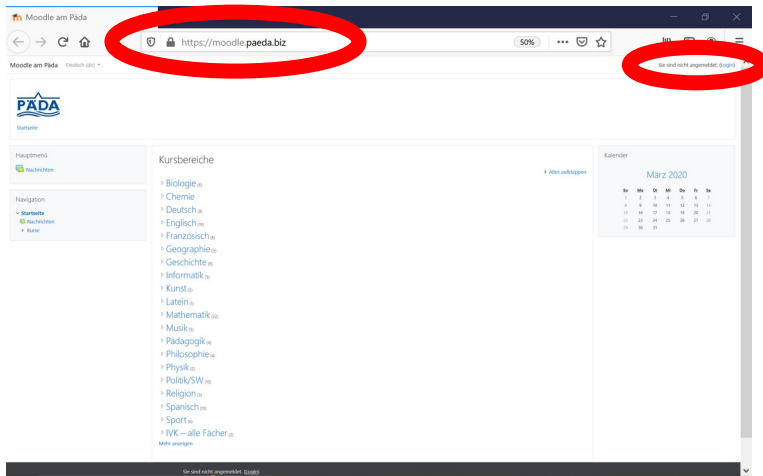 Moodle am Päda
https://moodle.paeda.biz
50%
Moodle am Päda Deutsch (de)
Sie sind nicht angemeldet. (Login)
PÄDA
Startseite
Hauptmenü
Nachrichten
Navigation
Startseite
Nachrichten
Kurse
Kursbereiche
Alles aufklappen
Biologie
Chemie
Deutsch
Englisch
Französisch
Geographie
Geschichte
Informatik
Kunst
Latein
Mathematik (22)
Musik
Pädagogik
Philosophie
Physik
Politik/SW
Religion
Spanisch
Sport
IVK – alle Fächer
Mehr anzeigen
Kalender
März 2020
So Mo Di Mi Do Fr Sa
1 2 3 4 5 6 7
8 9 10 11 12 13 14
15 16 17 18 19 20 21
22 23 24 25 26 27 28
29 30 31
Sie sind nicht angemeldet. (Login)